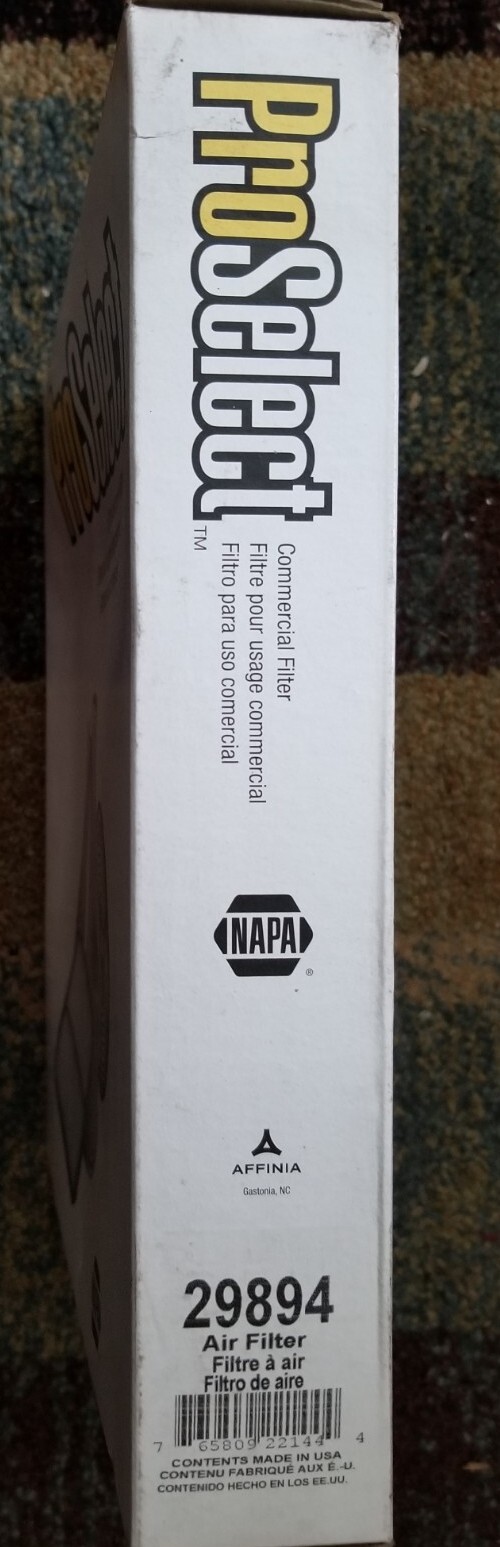 ProSelect™
Commercial Filter
Filtre pour usage commercial
Filtro para uso comercial
NAPA®
AFFINIA
Gastonia, NC
29894
Air Filter
Filtre à air
Filtro de aire
7 65809 22144 4
CONTENTS MADE IN USA
CONTENU FABRIQUÉ AUX É.-U.
CONTENIDO HECHO EN LOS EE.UU.
ProSelect